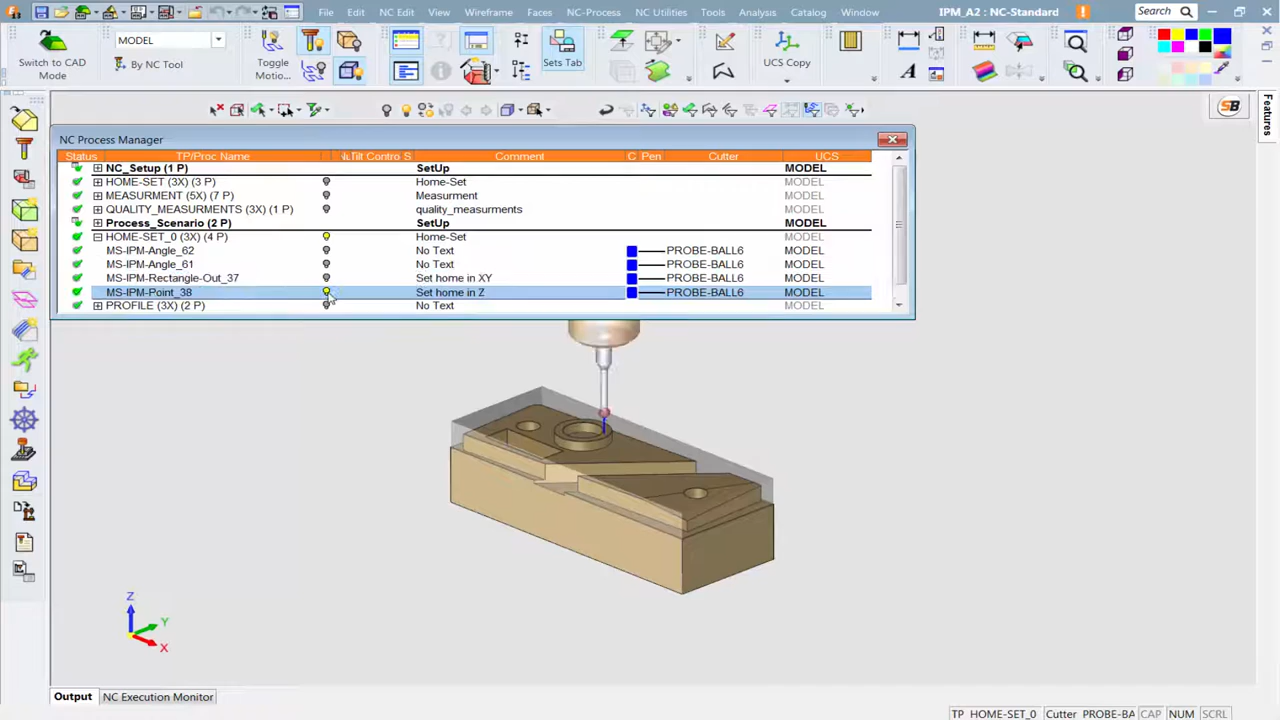 File Edit NC Edit View Wireframe Faces NC-Process NC Utilities Tools Analysis Catalog Window IPM_A2 : NC-Standard Search
Switch to CAD Mode
MODEL
By NC Tool
Toggle Motion...
Sets Tab
UCS Copy
Features
NC Process Manager
Status TP/Proc Name Comment C Pen Cutter UCS
NC_Setup (1 P) SetUp MODEL
HOME-SET (3X) (3 P) Home-Set MODEL
MEASURMENT (5X) (7 P) Measurment MODEL
QUALITY_MEASURMENTS (3X) (1 P) quality_measurments MODEL
Process_Scenario (2 P) SetUp MODEL
HOME-SET_0 (3X) (4 P) Home-Set MODEL
MS-IPM-Angle_62 No Text PROBE-BALL6 MODEL
MS-IPM-Angle_61 No Text PROBE-BALL6 MODEL
MS-IPM-Rectangle-Out_37 Set home in XY PROBE-BALL6 MODEL
MS-IPM-Point_38 Set home in Z PROBE-BALL6 MODEL
PROFILE (3X) (2 P) No Text MODEL
Z
Y
X
Output NC Execution Monitor
TP HOME-SET_0 Cutter PROBE-BA CAP NUM SCRL